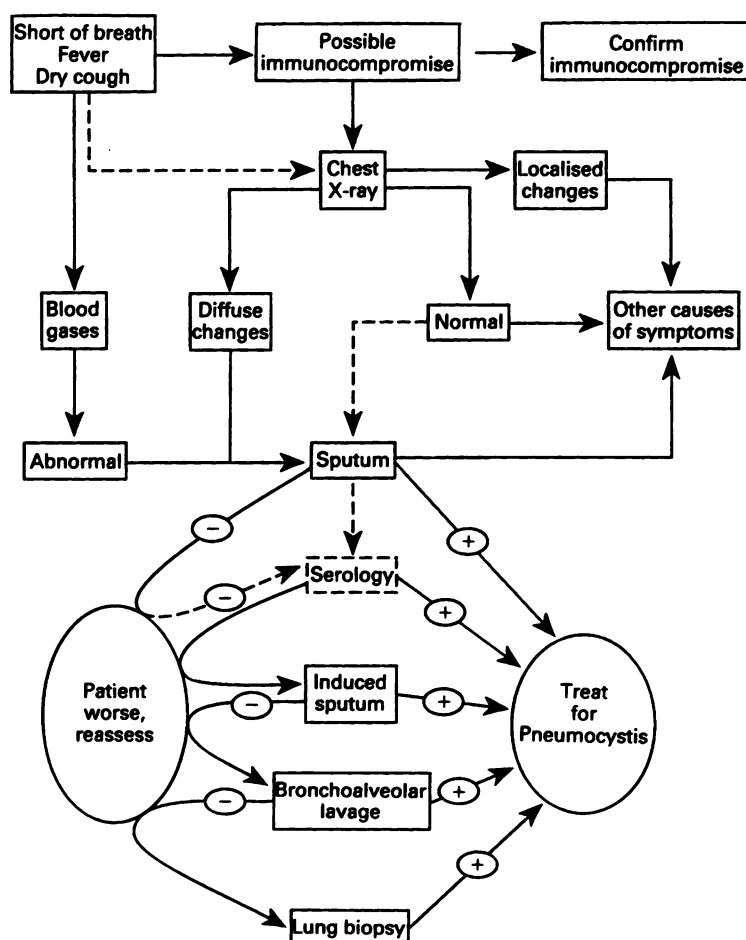 Short of breath
Fever
Dry cough
Possible
immunocompromise
Confirm
immunocompromise
Chest
X-ray
Localised
changes
Blood
gases
Diffuse
changes
Normal
Other causes
of symptoms
Abnormal
Sputum
−
+
Serology
−
+
Patient
worse,
reassess
Induced
sputum
−
+
Treat
for
Pneumocystis
Bronchoalveolar
lavage
−
+
Lung biopsy
+